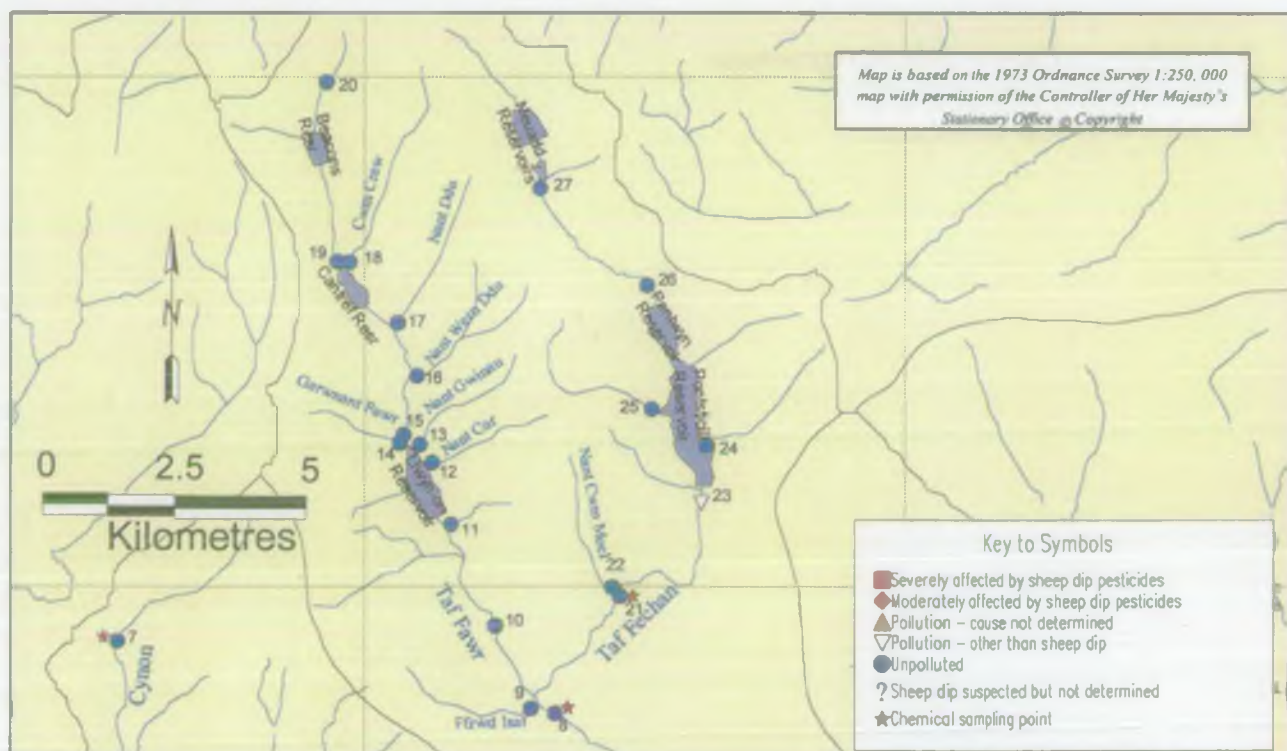 Map is based on the 1973 Ordnance Survey 1:250, 000
map with permission of the Controller of Her Majesty's
Stationary Office © Copyright
20
Beacons
Resr
Neuadd
Reservoirs
27
Cwm Crew
Nant Ddu
19
18
Cantref Resr
17
26
Nant Wern Ddu
16
Garwnant Fawr
Nant Gwinau
15
13
14
Nant Car
12
Reservoir
25
Pontsticill
Reservoir
24
Nant Cwm Moel
23
11
0
2.5
5
Kilometres
N
22
21
Taf Fawr
Taf Fechan
10
7
Cynon
9
8
Ffrwd Isaf
Key to Symbols
Severely affected by sheep dip pesticides
Moderately affected by sheep dip pesticides
Pollution - cause not determined
Pollution - other than sheep dip
Unpolluted
? Sheep dip suspected but not determined
Chemical sampling point